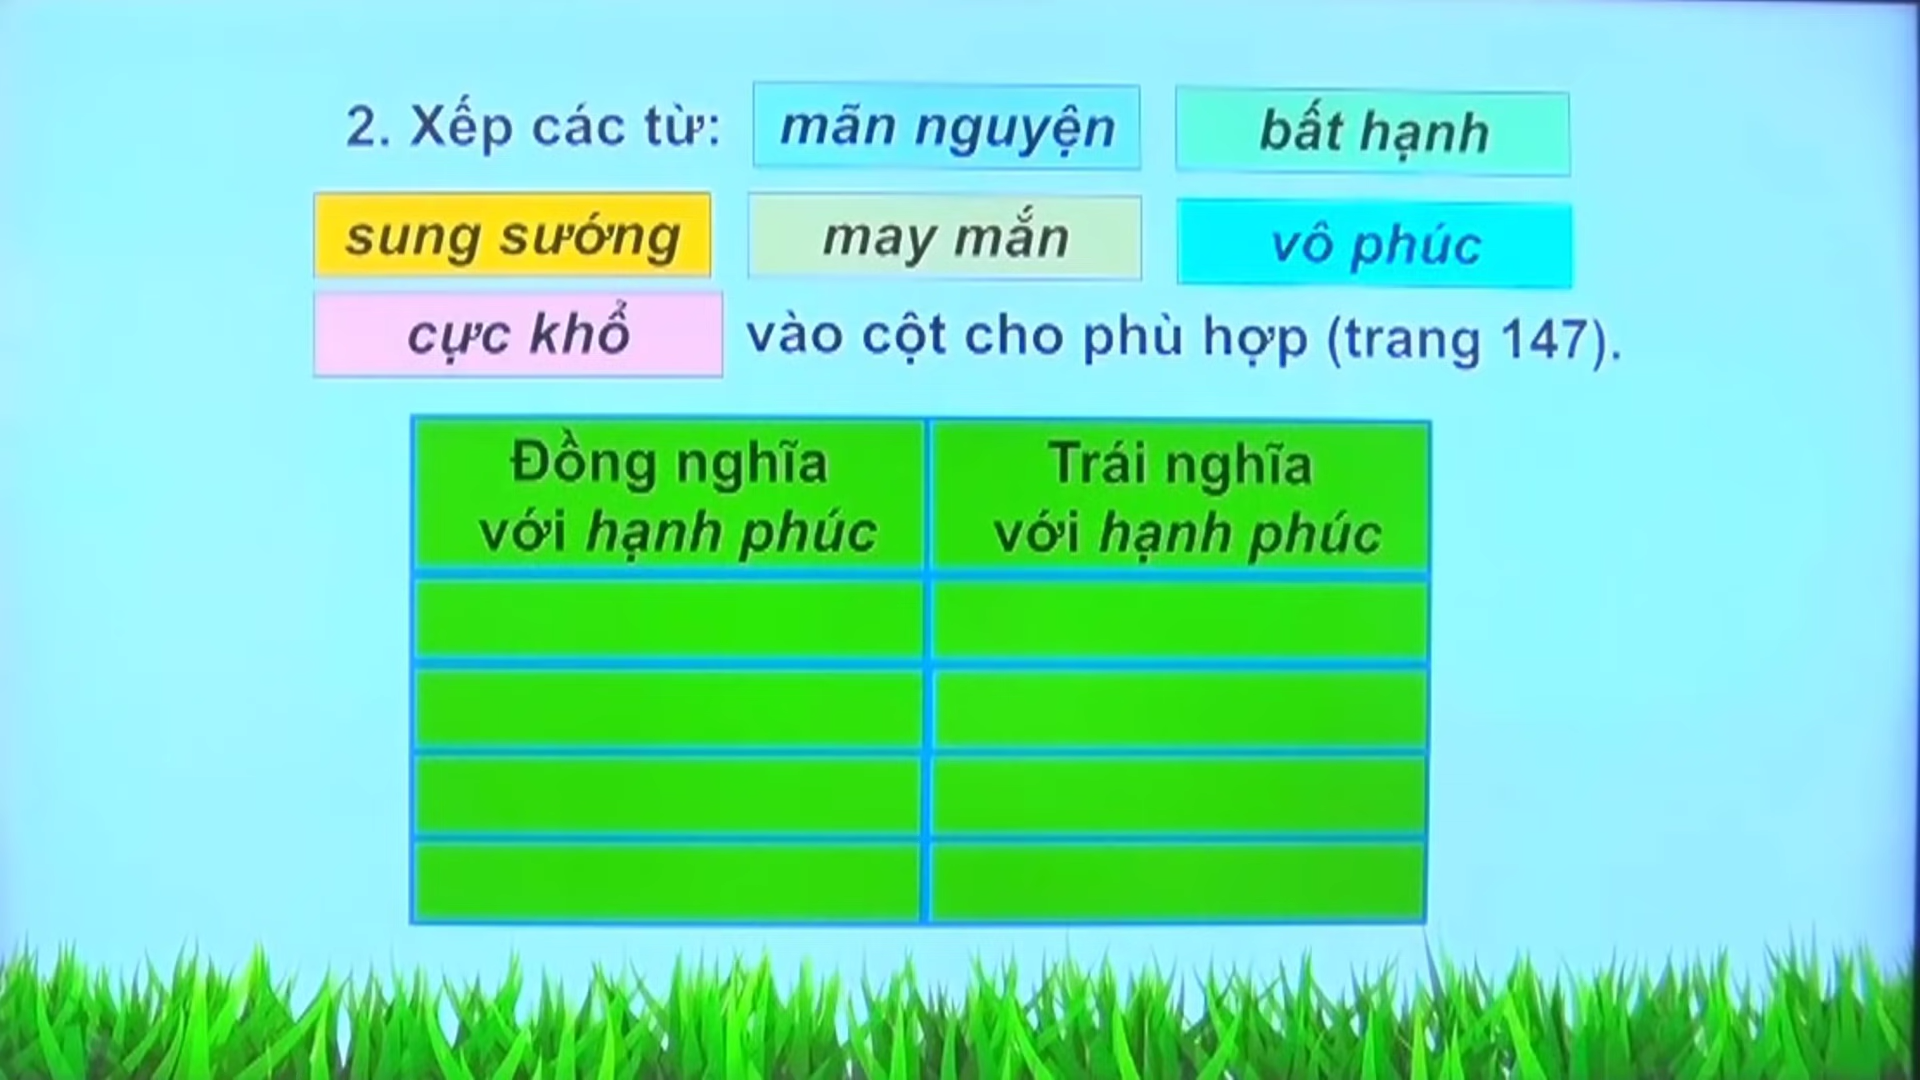 2. Xếp các từ: mãn nguyện bất hạnh
sung sướng may mắn vô phúc
cực khổ vào cột cho phù hợp (trang 147).
Đồng nghĩa
với hạnh phúc
Trái nghĩa
với hạnh phúc